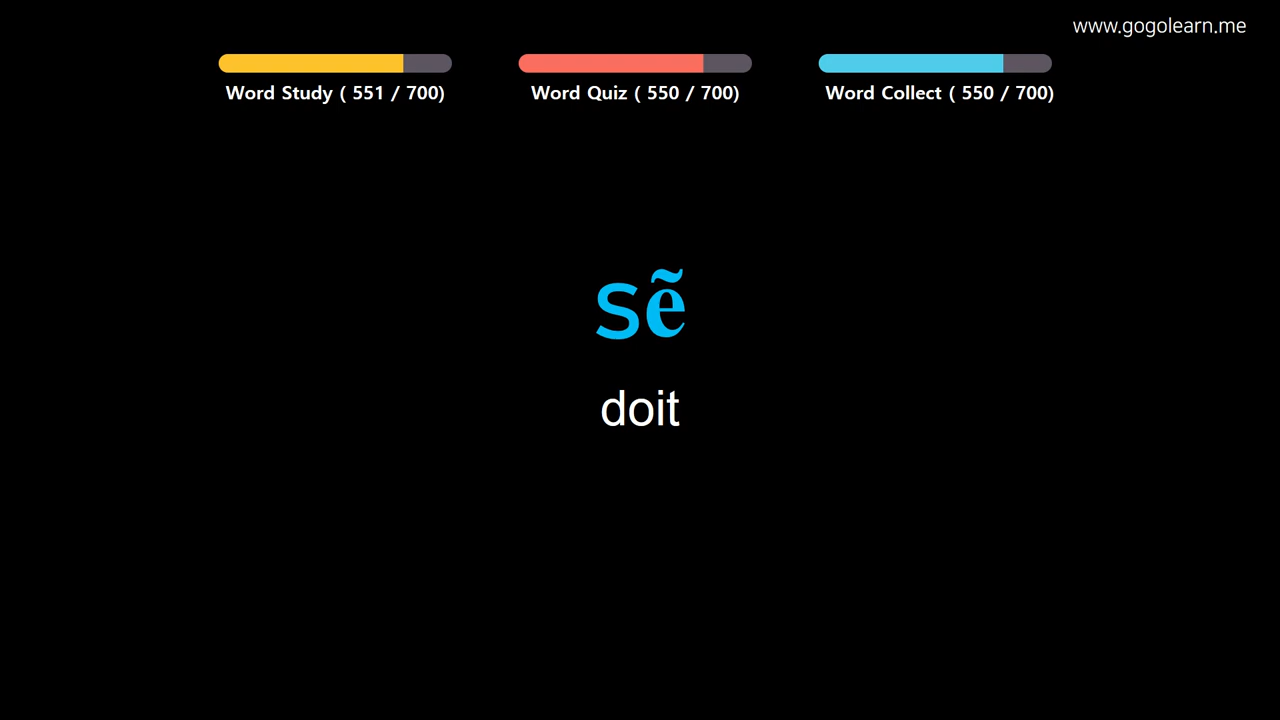 www.gogolearn.me
Word Study ( 551 / 700)
Word Quiz ( 550 / 700)
Word Collect ( 550 / 700)
sẽ
doit